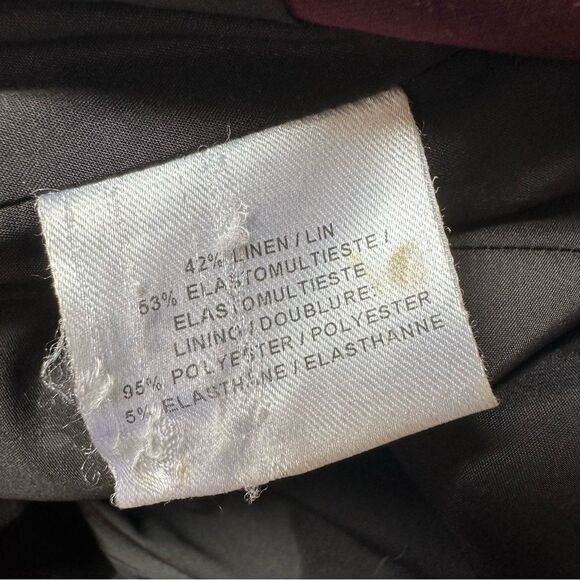 42% LINEN / LIN
53% ELASTOMULTIESTE /
ELASTOMULTIESTE
LINING / DOUBLURE
95% POLYESTER / POLYESTER
5% ELASTHANE / ELASTHANNE